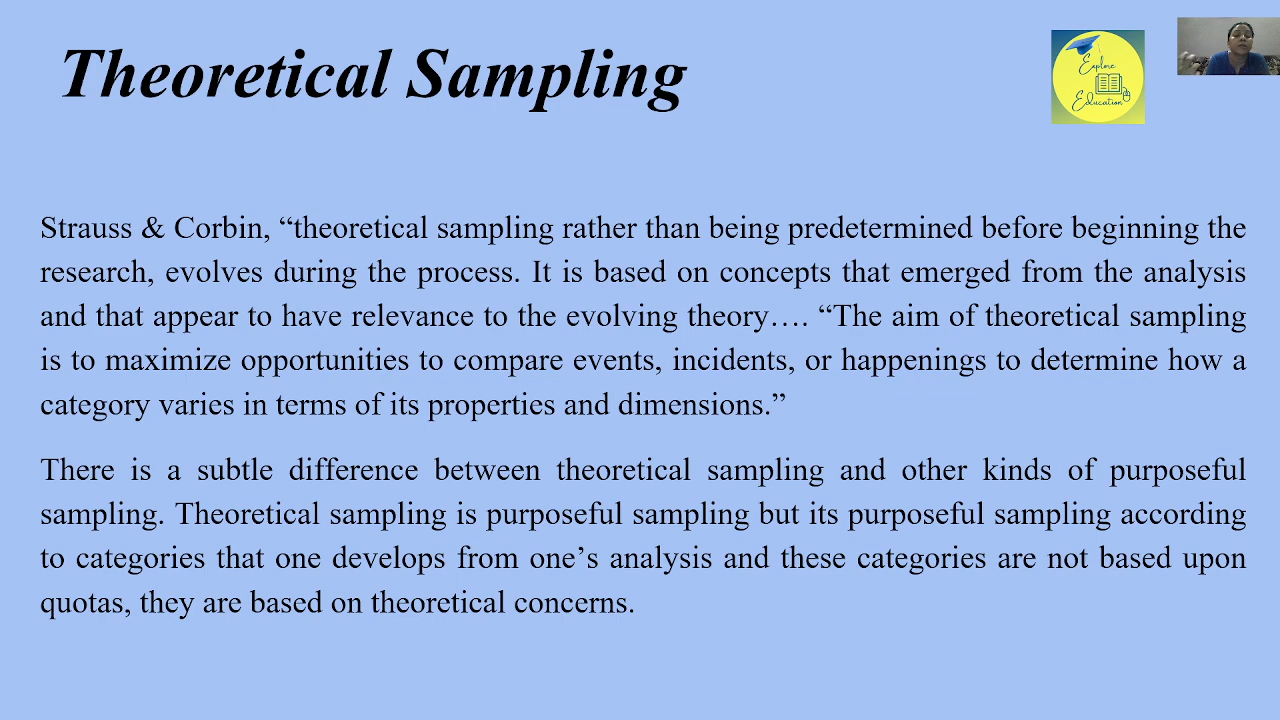 Theoretical Sampling
Explore
Education
Strauss & Corbin, “theoretical sampling rather than being predetermined before beginning the
research, evolves during the process. It is based on concepts that emerged from the analysis
and that appear to have relevance to the evolving theory…. “The aim of theoretical sampling
is to maximize opportunities to compare events, incidents, or happenings to determine how a
category varies in terms of its properties and dimensions.”
There is a subtle difference between theoretical sampling and other kinds of purposeful
sampling. Theoretical sampling is purposeful sampling but its purposeful sampling according
to categories that one develops from one’s analysis and these categories are not based upon
quotas, they are based on theoretical concerns.